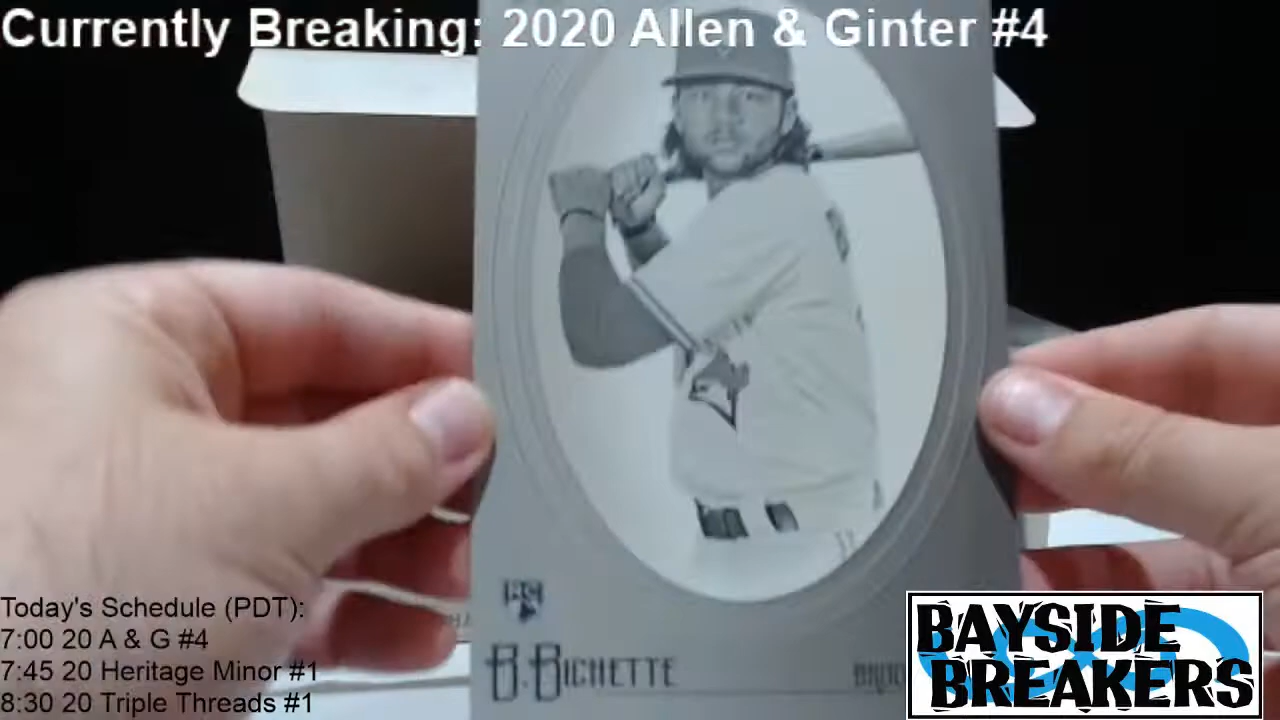 Currently Breaking: 2020 Allen & Ginter #4
B. BICHETTE
Today's Schedule (PDT):
7:00 20 A & G #4
7:45 20 Heritage Minor #1
8:30 20 Triple Threads #1
BAYSIDE
BREAKERS